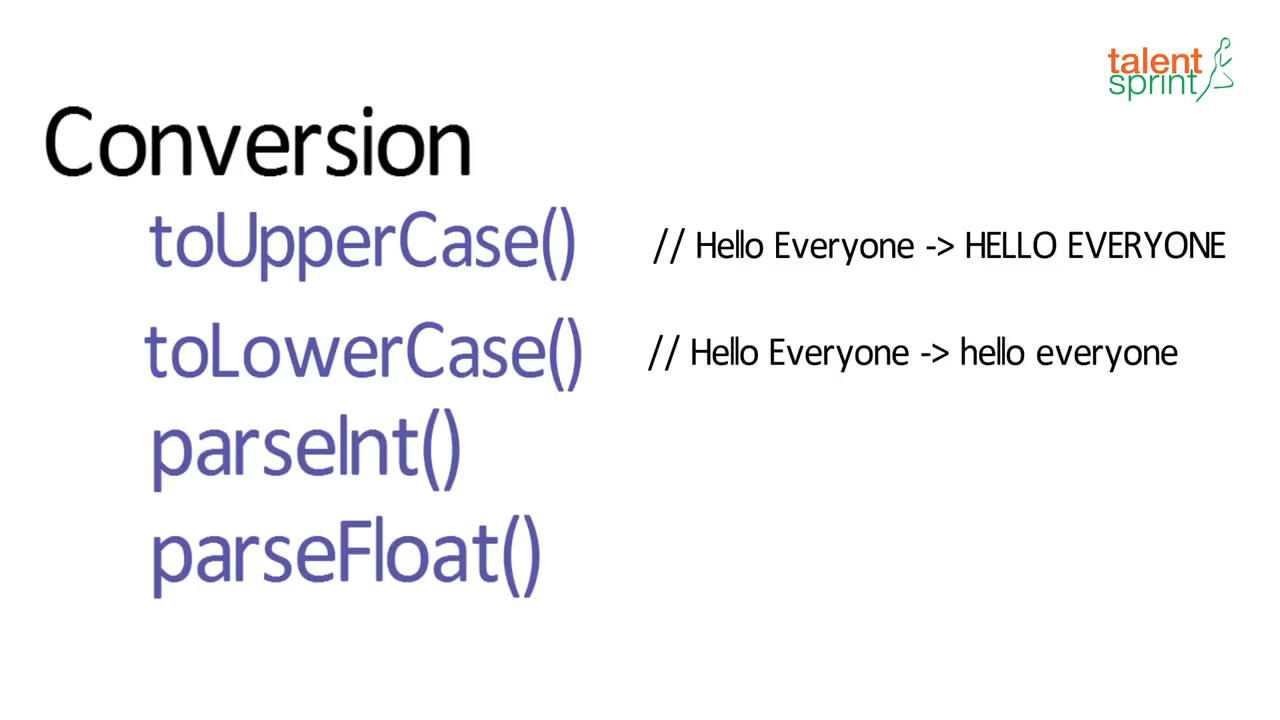 talent
sprint
Conversion
toUpperCase() // Hello Everyone -> HELLO EVERYONE
toLowerCase() // Hello Everyone -> hello everyone
parseInt()
parseFloat()